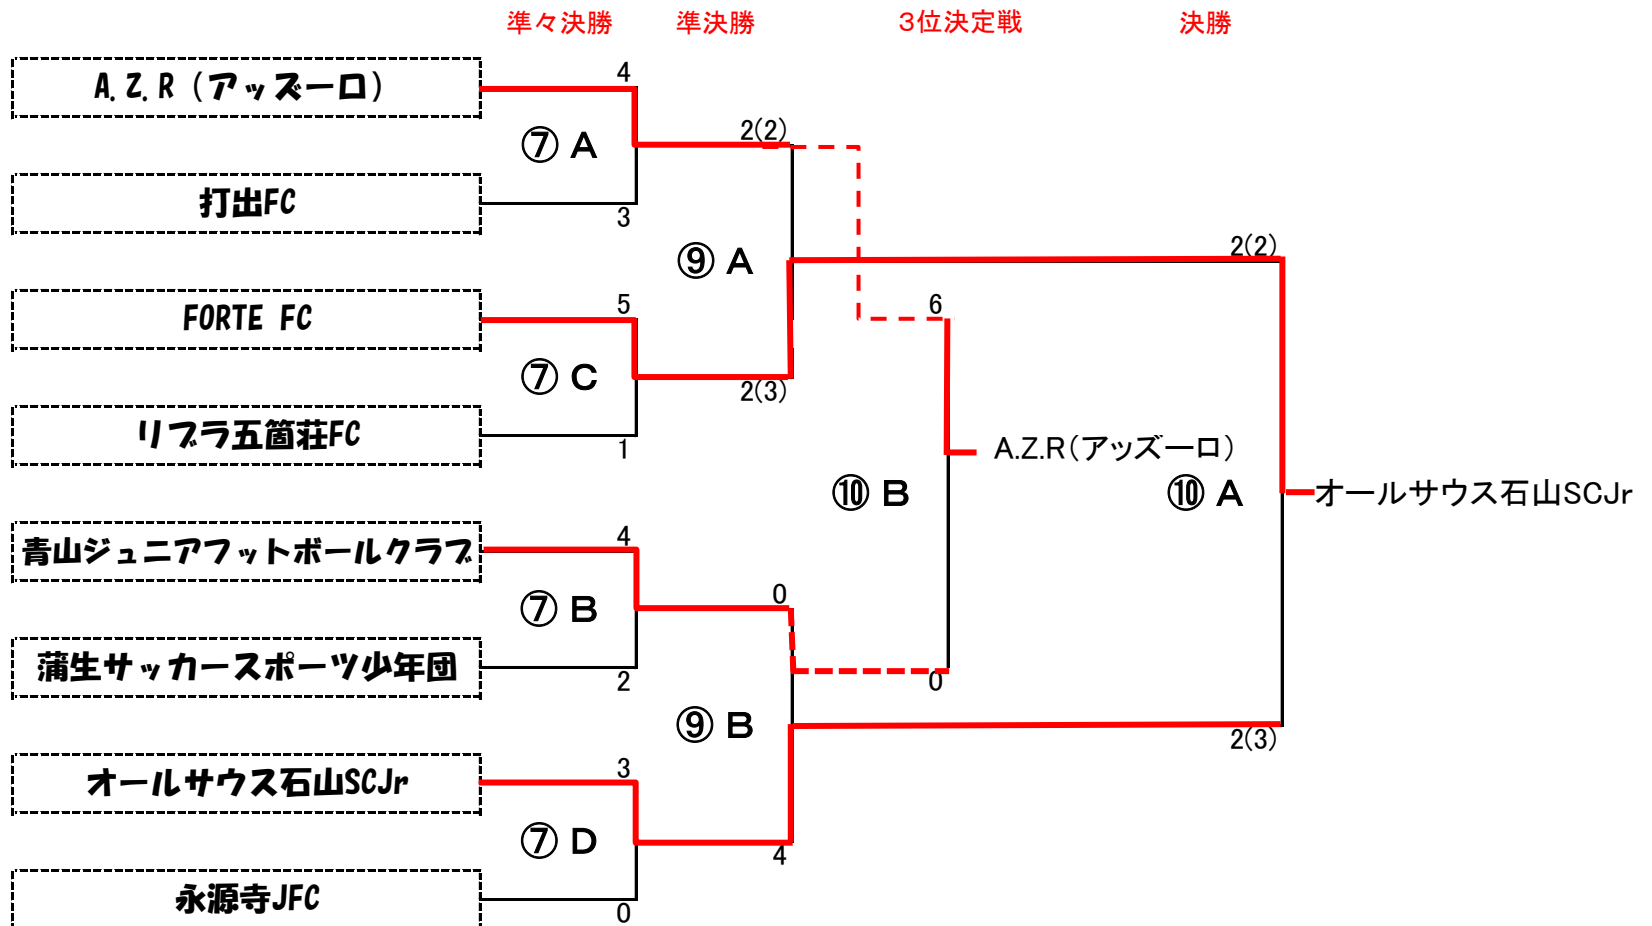 準々決勝 準決勝 3位決定戦 決勝
A.Z.R（アッズーロ）
4
⑦ A
2(2)
打出FC
3
⑨ A
2(2)
FORTE FC
5
6
⑦ C
2(3)
リブラ五箇荘FC
1
A.Z.R（アッズーロ）
⑩ B
⑩ A
オールサウス石山SCJr
青山ジュニアフットボールクラブ
4
⑦ B
0
蒲生サッカースポーツ少年団
2
0
⑨ B
2(3)
オールサウス石山SCJr
3
⑦ D
4
永源寺JFC
0